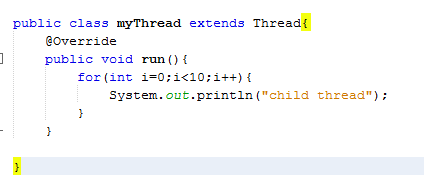 public class myThread extends Thread{
    @Override
    public void run(){
        for(int i=0;i<10;i++){
            System.out.println("child thread");
        }
    }

}